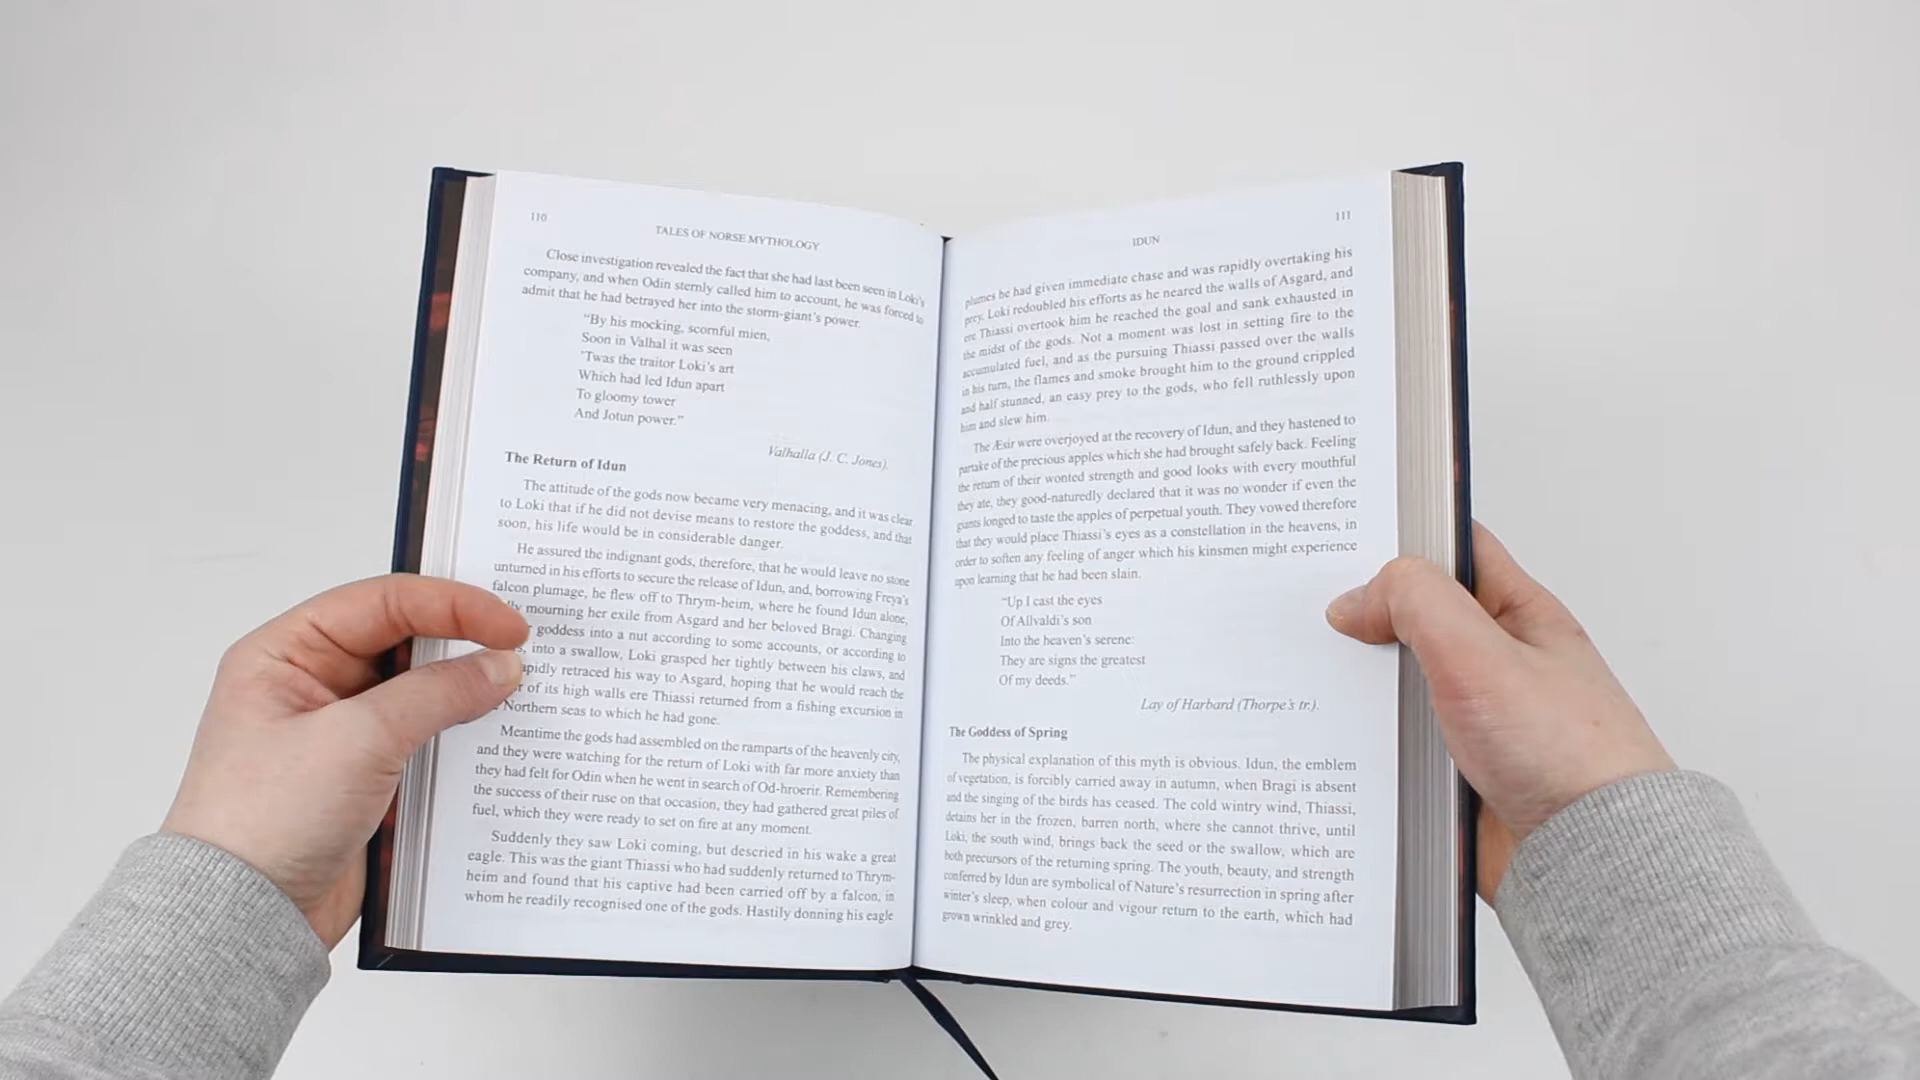 110
TALES OF NORSE MYTHOLOGY
Close investigation revealed the fact that she had last been seen in Loki's
company, and when Odin sternly called him to account, he was forced to
admit that he had betrayed her into the storm-giant's power.
“By his mocking, scornful mien,
Soon in Valhal it was seen
'Twas the traitor Loki's art
Which had led Idun apart
To gloomy tower
And Jotun power.”
Valhalla (J. C. Jones).
The Return of Idun
The attitude of the gods now became very menacing, and it was clear
to Loki that if he did not devise means to restore the goddess, and that
soon, his life would be in considerable danger.
He assured the indignant gods, therefore, that he would leave no stone
unturned in his efforts to secure the release of Idun, and, borrowing Freya's
falcon plumage, he flew off to Thrym-heim, where he found Idun alone,
mourning her exile from Asgard and her beloved Bragi. Changing
goddess into a nut according to some accounts, or according to
into a swallow, Loki grasped her tightly between his claws, and
rapidly retraced his way to Asgard, hoping that he would reach the
of its high walls ere Thiassi returned from a fishing excursion in
Northern seas to which he had gone.
Meantime the gods had assembled on the ramparts of the heavenly city,
and they were watching for the return of Loki with far more anxiety than
they had felt for Odin when he went in search of Od-hroerir. Remembering
the success of their ruse on that occasion, they had gathered great piles of
fuel, which they were ready to set on fire at any moment.
Suddenly they saw Loki coming, but descried in his wake a great
eagle. This was the giant Thiassi who had suddenly returned to Thrym-
heim and found that his captive had been carried off by a falcon, in
whom he readily recognised one of the gods. Hastily donning his eagle
111
IDUN
plumes he had given immediate chase and was rapidly overtaking his
prey. Loki redoubled his efforts as he neared the walls of Asgard, and
ere Thiassi overtook him he reached the goal and sank exhausted in
the midst of the gods. Not a moment was lost in setting fire to the
accumulated fuel, and as the pursuing Thiassi passed over the walls
in his turn, the flames and smoke brought him to the ground crippled
and half stunned, an easy prey to the gods, who fell ruthlessly upon
him and slew him.
The Æsir were overjoyed at the recovery of Idun, and they hastened to
partake of the precious apples which she had brought safely back. Feeling
the return of their wonted strength and good looks with every mouthful
they ate, they good-naturedly declared that it was no wonder if even the
giants longed to taste the apples of perpetual youth. They vowed therefore
that they would place Thiassi's eyes as a constellation in the heavens, in
order to soften any feeling of anger which his kinsmen might experience
upon learning that he had been slain.
“Up I cast the eyes
Of Allvaldi's son
Into the heaven's serene:
They are signs the greatest
Of my deeds.”
Lay of Harbard (Thorpe's tr.).
The Goddess of Spring
The physical explanation of this myth is obvious. Idun, the emblem
of vegetation, is forcibly carried away in autumn, when Bragi is absent
and the singing of the birds has ceased. The cold wintry wind, Thiassi,
detains her in the frozen, barren north, where she cannot thrive, until
Loki, the south wind, brings back the seed or the swallow, which are
both precursors of the returning spring. The youth, beauty, and strength
conferred by Idun are symbolical of Nature's resurrection in spring after
winter's sleep, when colour and vigour return to the earth, which had
grown wrinkled and grey.